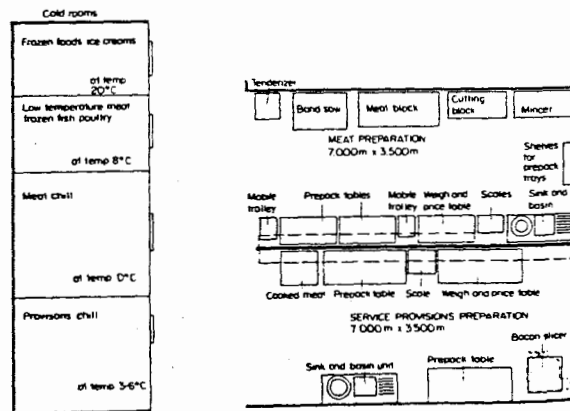 Cold rooms
Frozen foods ice creams
at temp
20°C
Low temperature meat
frozen fish poultry
at temp 8°C
Meat chill
at temp 0°C
Provisions chill
at temp 3-6°C
Tenderizer
Band saw
Meat block
Cutting
block
Mincer
MEAT PREPARATION
7.000m x 3.500m
Shelves
for
prepack
trays
Mobile
trolley
Prepack tables
Mobile
trolley
Weigh and
price table
Scales
Sink and
basin
Cooked meat
Prepack table
Scale
Weigh and price table
SERVICE PROVISIONS PREPARATION
7.000m x 3.500m
Sink and basin unit
Prepack table
Bacon slicer